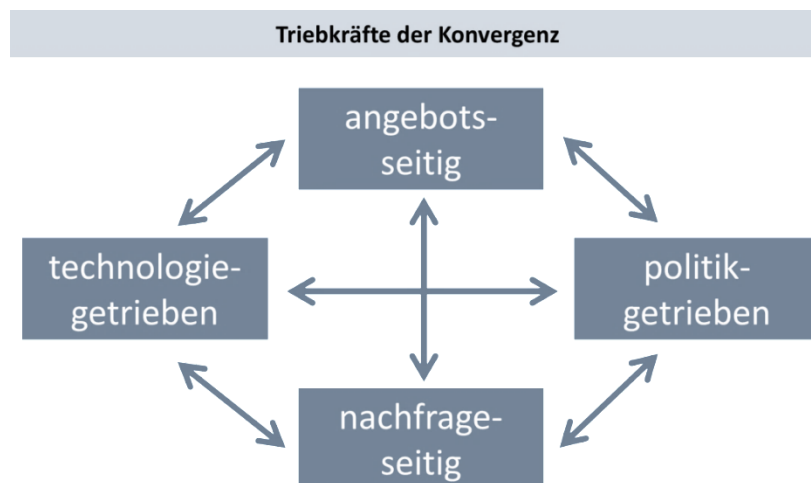 Triebkräfte der Konvergenz
angebots-
seitig
technologie-
getrieben
politik-
getrieben
nachfrage-
seitig